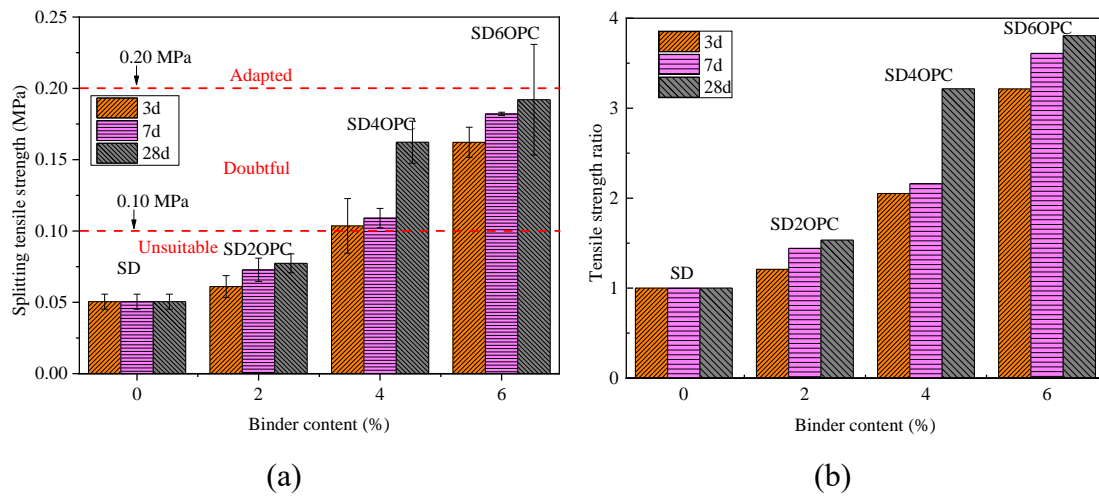 0.25
0.20
0.15
0.10
0.05
0.00
Splitting tensile strength (MPa)
0.20 MPa
Adapted
3d
7d
28d
Doubtful
0.10 MPa
Unsuitable
SD
SD2OPC
SD4OPC
SD6OPC
0 2 4 6
Binder content (%)
(a)
4
3
2
1
0
Tensile strength ratio
3d
7d
28d
SD
SD2OPC
SD4OPC
SD6OPC
0 2 4 6
Binder content (%)
(b)